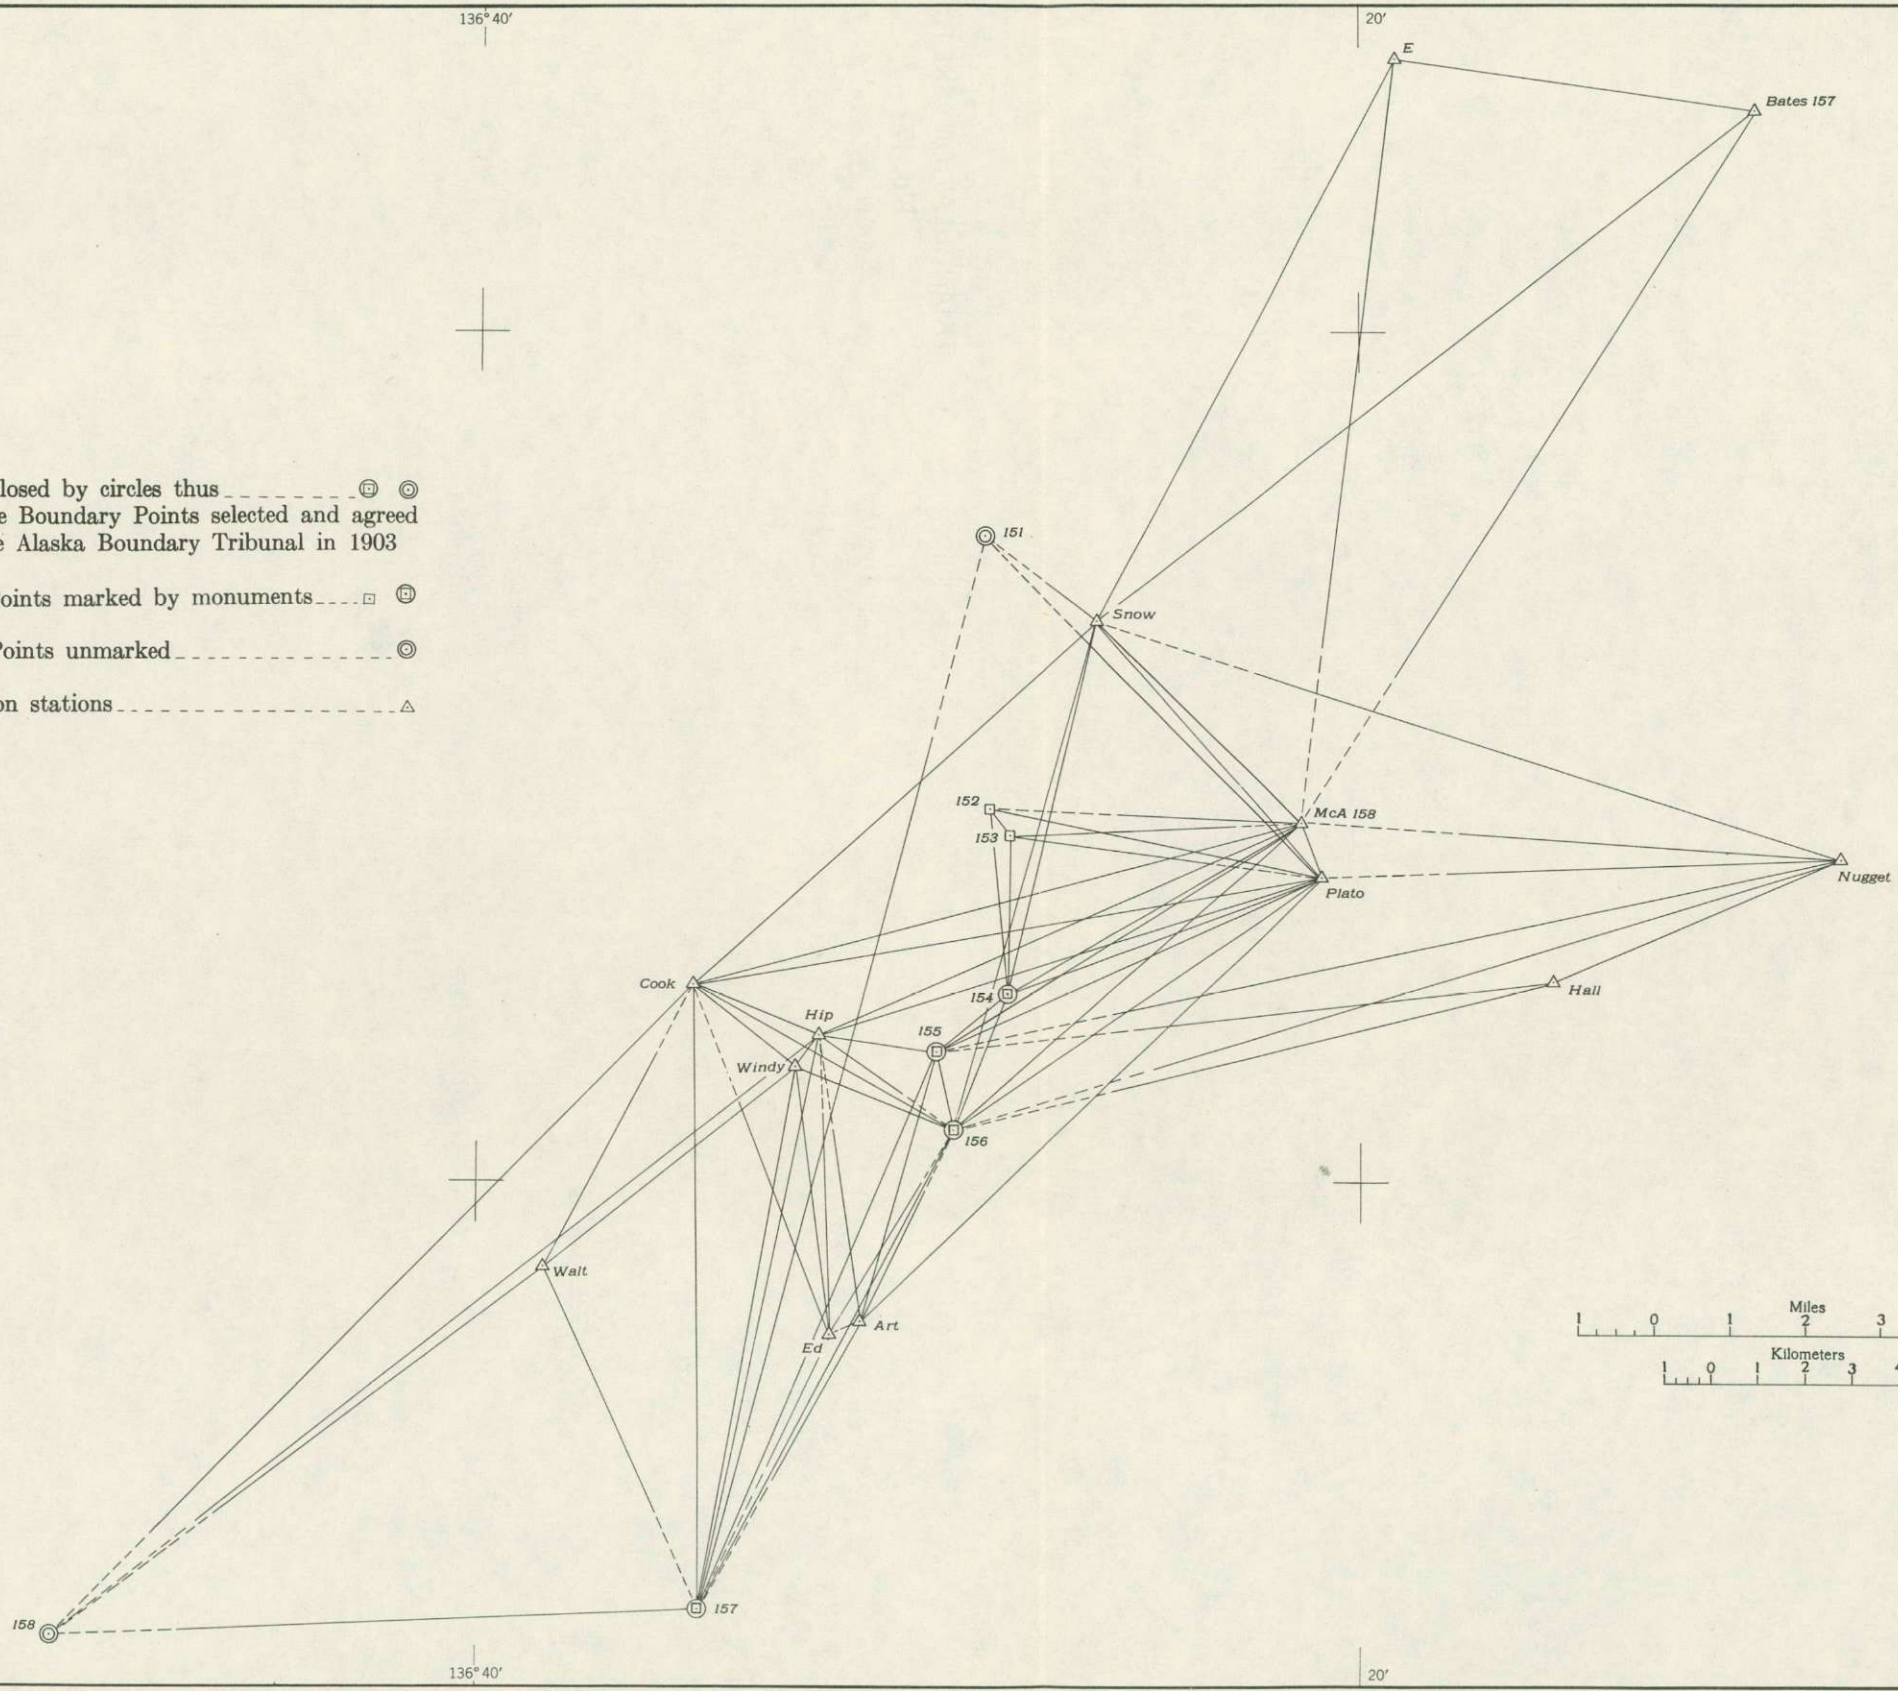 136° 40′
20′
E
Bates 157
losed by circles thus
e Boundary Points selected and agreed
e Alaska Boundary Tribunal in 1903
151
oints marked by monuments
Snow
Points unmarked
on stations
152
McA 158
153
Nugget
Plato
Cook
154
Hall
Hip
155
Windy
156
Walt
Miles
1 0 1 2 3
Art
Ed
Kilometers
1 0 1 2 3 4
157
158
136° 40′
20′